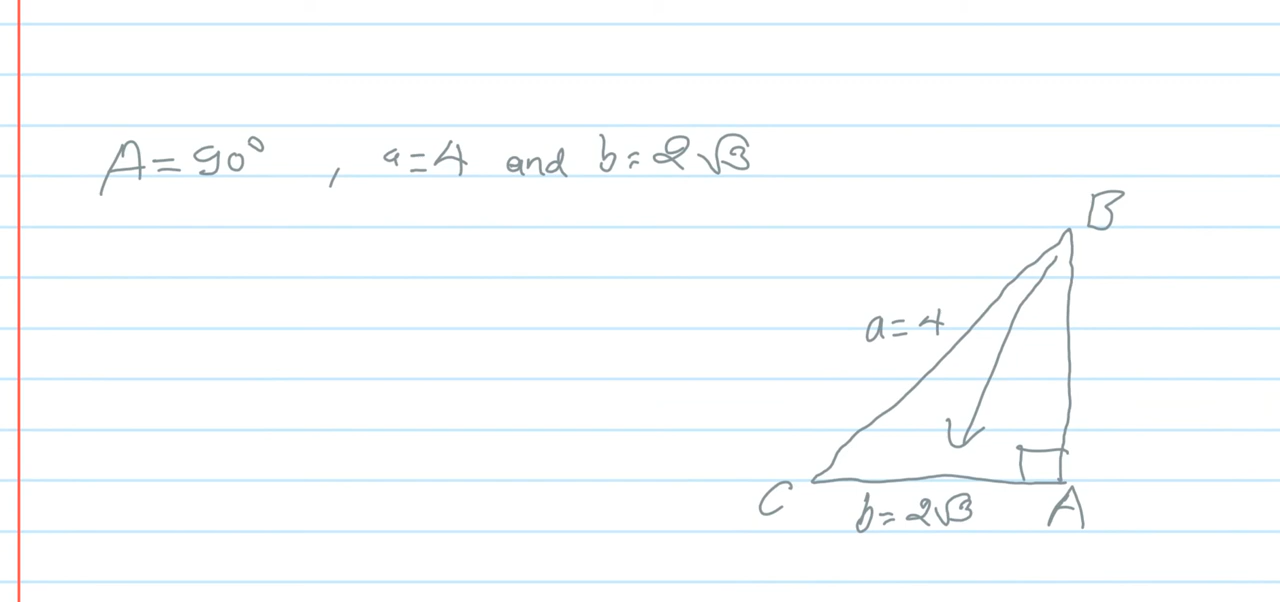 A = 90° , a = 4 and b = 2√3
B
a = 4
C b = 2√3 A